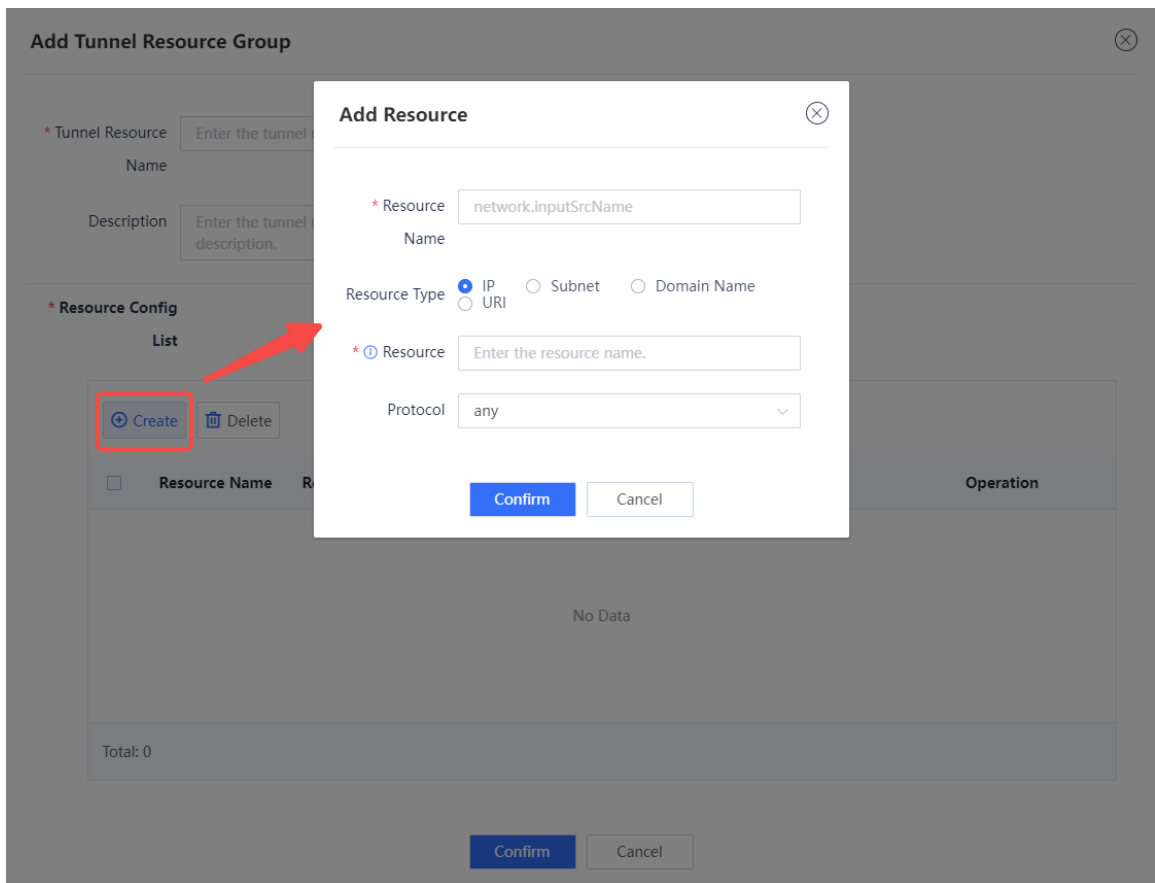 Add Tunnel Resource Group
Add Resource
* Tunnel Resource
Name
Enter the tunnel
* Resource
Name
network.inputSrcName
Description
Enter the tunnel
description.
Resource Type
IP
Subnet
Domain Name
URI
* Resource Config
List
* Resource
Enter the resource name.
Protocol
any
Create
Delete
Resource Name
Operation
Confirm
Cancel
No Data
Total: 0
Confirm
Cancel